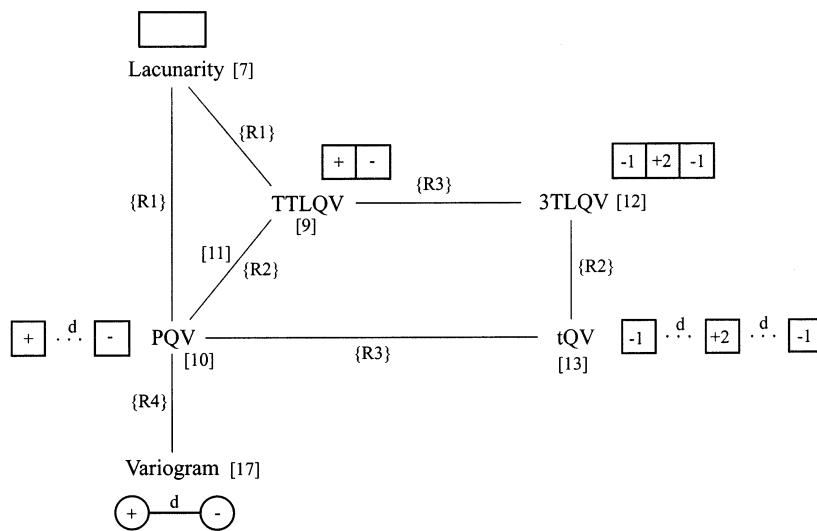 Lacunarity [7]
{R1}
+ -
-1 +2 -1
{R1}
TTLQV
{R3}
3TLQV [12]
[9]
[11]
{R2}
{R2}
+ . d . . - PQV
{R3}
tQV
-1 . d . . +2 . d . . -1
[10]
[13]
{R4}
Variogram [17]
+ d -